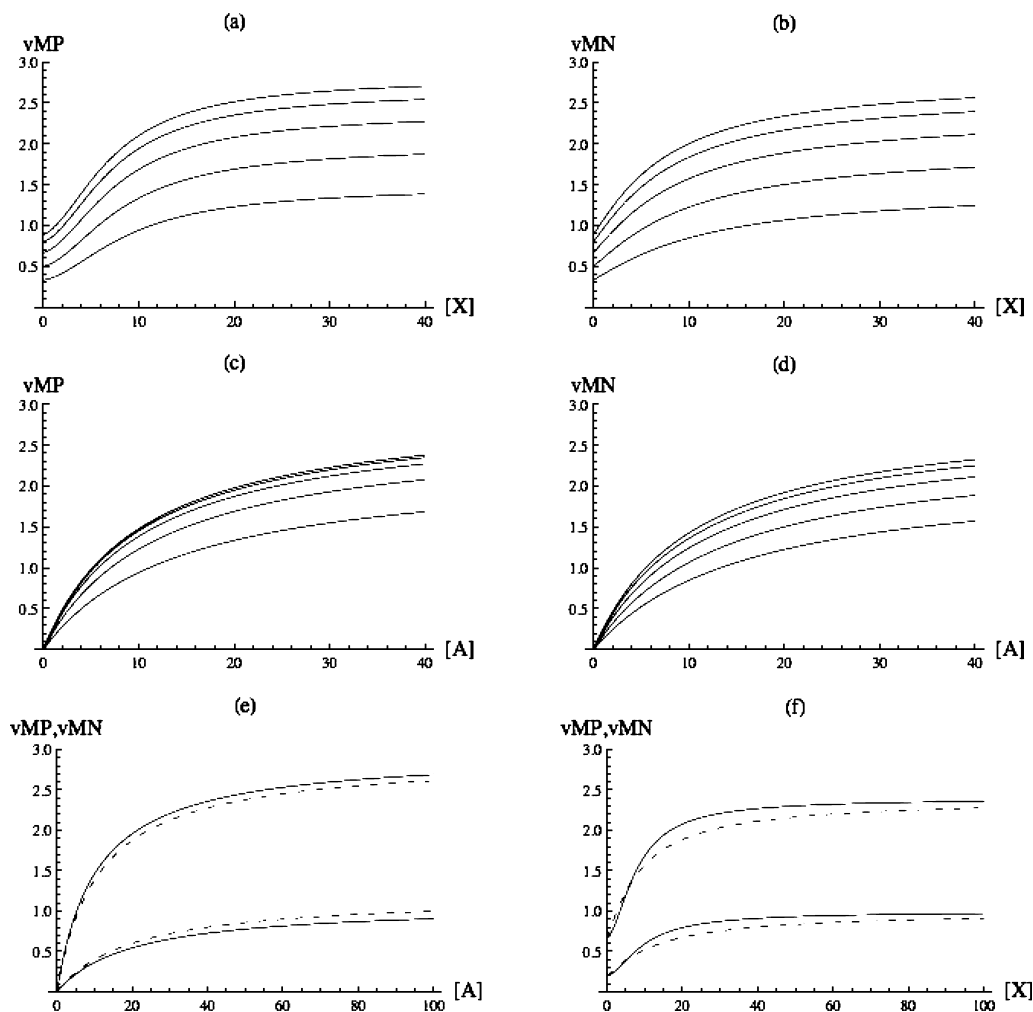 (a) (b)
vMP vMN
3.0 3.0
2.5 2.5
2.0 2.0
1.5 1.5
1.0 1.0
0.5 0.5
0 10 20 30 40 [X] 0 10 20 30 40 [X]
(c) (d)
vMP vMN
3.0 3.0
2.5 2.5
2.0 2.0
1.5 1.5
1.0 1.0
0.5 0.5
0 10 20 30 40 [A] 0 10 20 30 40 [A]
(e) (f)
vMP,vMN vMP,vMN
3.0 3.0
2.5 2.5
2.0 2.0
1.5 1.5
1.0 1.0
0.5 0.5
0 20 40 60 80 100 [A] 0 20 40 60 80 100 [X]